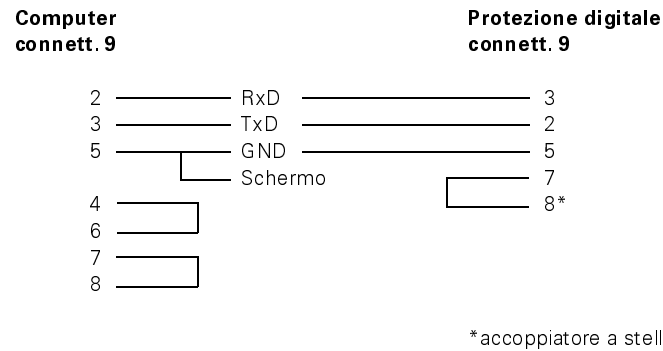 Computer
connett. 9
Protezione digitale
connett. 9
2 RxD 3
3 TxD 2
5 GND 5
Schermo 7
4 8*
6
7
8
*accoppiatore a stell